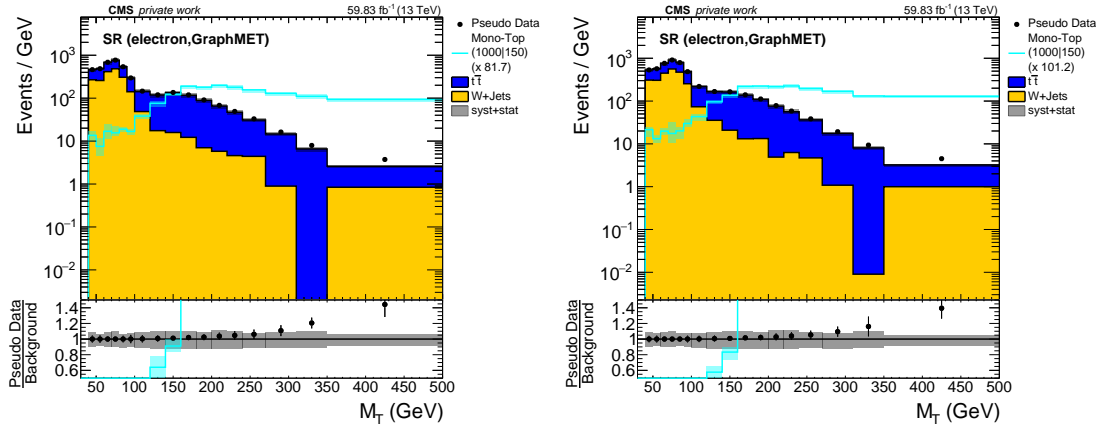 CMS private work 59.83 fb⁻¹ (13 TeV)
SR (electron,GraphMET)
Events / GeV
10³
10²
10
1
10⁻¹
10⁻²
Pseudo Data
Mono-Top
(1000|150)
(x 81.7)
tt̅
W+Jets
syst+stat
Pseudo Data
Background
1.4
1.2
1
0.8
0.6
50 100 150 200 250 300 350 400 450 500
M_T (GeV)
CMS private work 59.83 fb⁻¹ (13 TeV)
SR (electron,GraphMET)
Events / GeV
10³
10²
10
1
10⁻¹
10⁻²
Pseudo Data
Mono-Top
(1000|150)
(x 101.2)
tt̅
W+Jets
syst+stat
Pseudo Data
Background
1.4
1.2
1
0.8
0.6
50 100 150 200 250 300 350 400 450 500
M_T (GeV)